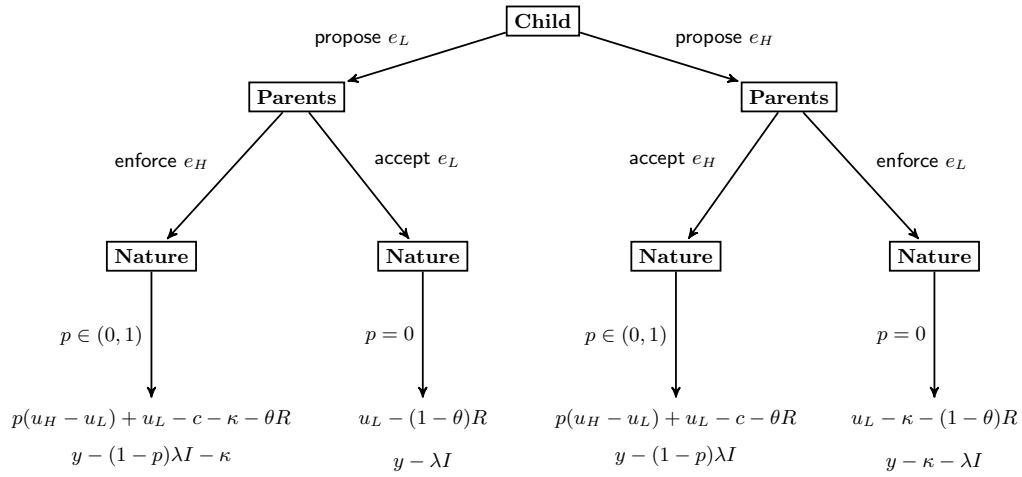 Child
propose e_L propose e_H
Parents Parents
enforce e_H accept e_L accept e_H enforce e_L
Nature Nature Nature Nature
p ∈ (0, 1) p = 0 p ∈ (0, 1) p = 0
p(u_H − u_L) + u_L − c − κ − θR u_L − (1 − θ)R p(u_H − u_L) + u_L − c − θR u_L − κ − (1 − θ)R
y − (1 − p)λI − κ y − λI y − (1 − p)λI y − κ − λI